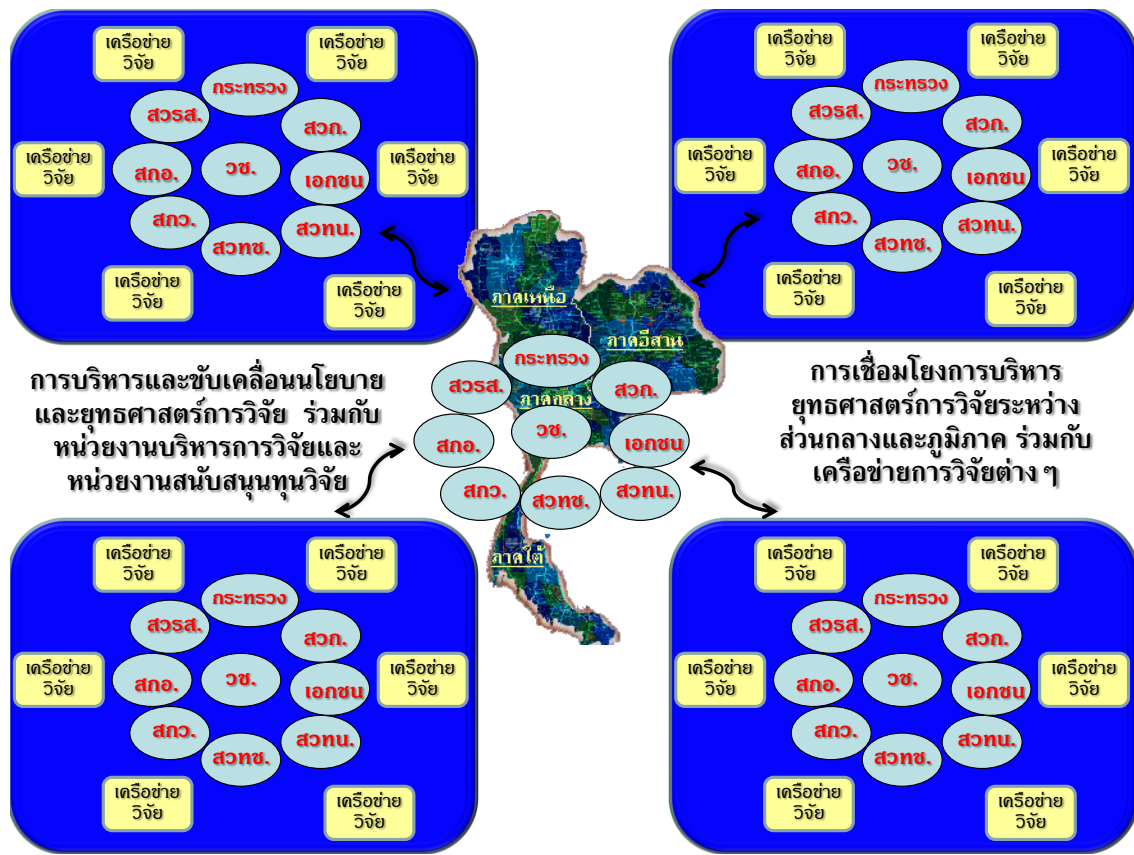 เครือข่าย
วิจัย
เครือข่าย
วิจัย
กระทรวง
สวรส.
สวก.
เครือข่าย
วิจัย
สกอ.
วช.
เอกชน
เครือข่าย
วิจัย
สกว.
สวทช.
สวทน.
เครือข่าย
วิจัย
เครือข่าย
วิจัย
เครือข่าย
วิจัย
เครือข่าย
วิจัย
กระทรวง
สวรส.
สวก.
เครือข่าย
วิจัย
สกอ.
วช.
เอกชน
เครือข่าย
วิจัย
สกว.
สวทช.
สวทน.
เครือข่าย
วิจัย
เครือข่าย
วิจัย
การบริหารและขับเคลื่อนนโยบาย
และยุทธศาสตร์การวิจัย ร่วมกับ
หน่วยงานบริหารการวิจัยและ
หน่วยงานสนับสนุนทุนวิจัย
ภาคเหนือ
ภาคอีสาน
กระทรวง
สวรส.
สวก.
ภาคกลาง
สกอ.
วช.
เอกชน
สกว.
สวทช.
สวทน.
ภาคใต้
การเชื่อมโยงการบริหาร
ยุทธศาสตร์การวิจัยระหว่าง
ส่วนกลางและภูมิภาค ร่วมกับ
เครือข่ายการวิจัยต่าง ๆ
เครือข่าย
วิจัย
เครือข่าย
วิจัย
กระทรวง
สวรส.
สวก.
เครือข่าย
วิจัย
สกอ.
วช.
เอกชน
เครือข่าย
วิจัย
สกว.
สวทช.
สวทน.
เครือข่าย
วิจัย
เครือข่าย
วิจัย
เครือข่าย
วิจัย
เครือข่าย
วิจัย
กระทรวง
สวรส.
สวก.
เครือข่าย
วิจัย
สกอ.
วช.
เอกชน
เครือข่าย
วิจัย
สกว.
สวทช.
สวทน.
เครือข่าย
วิจัย
เครือข่าย
วิจัย